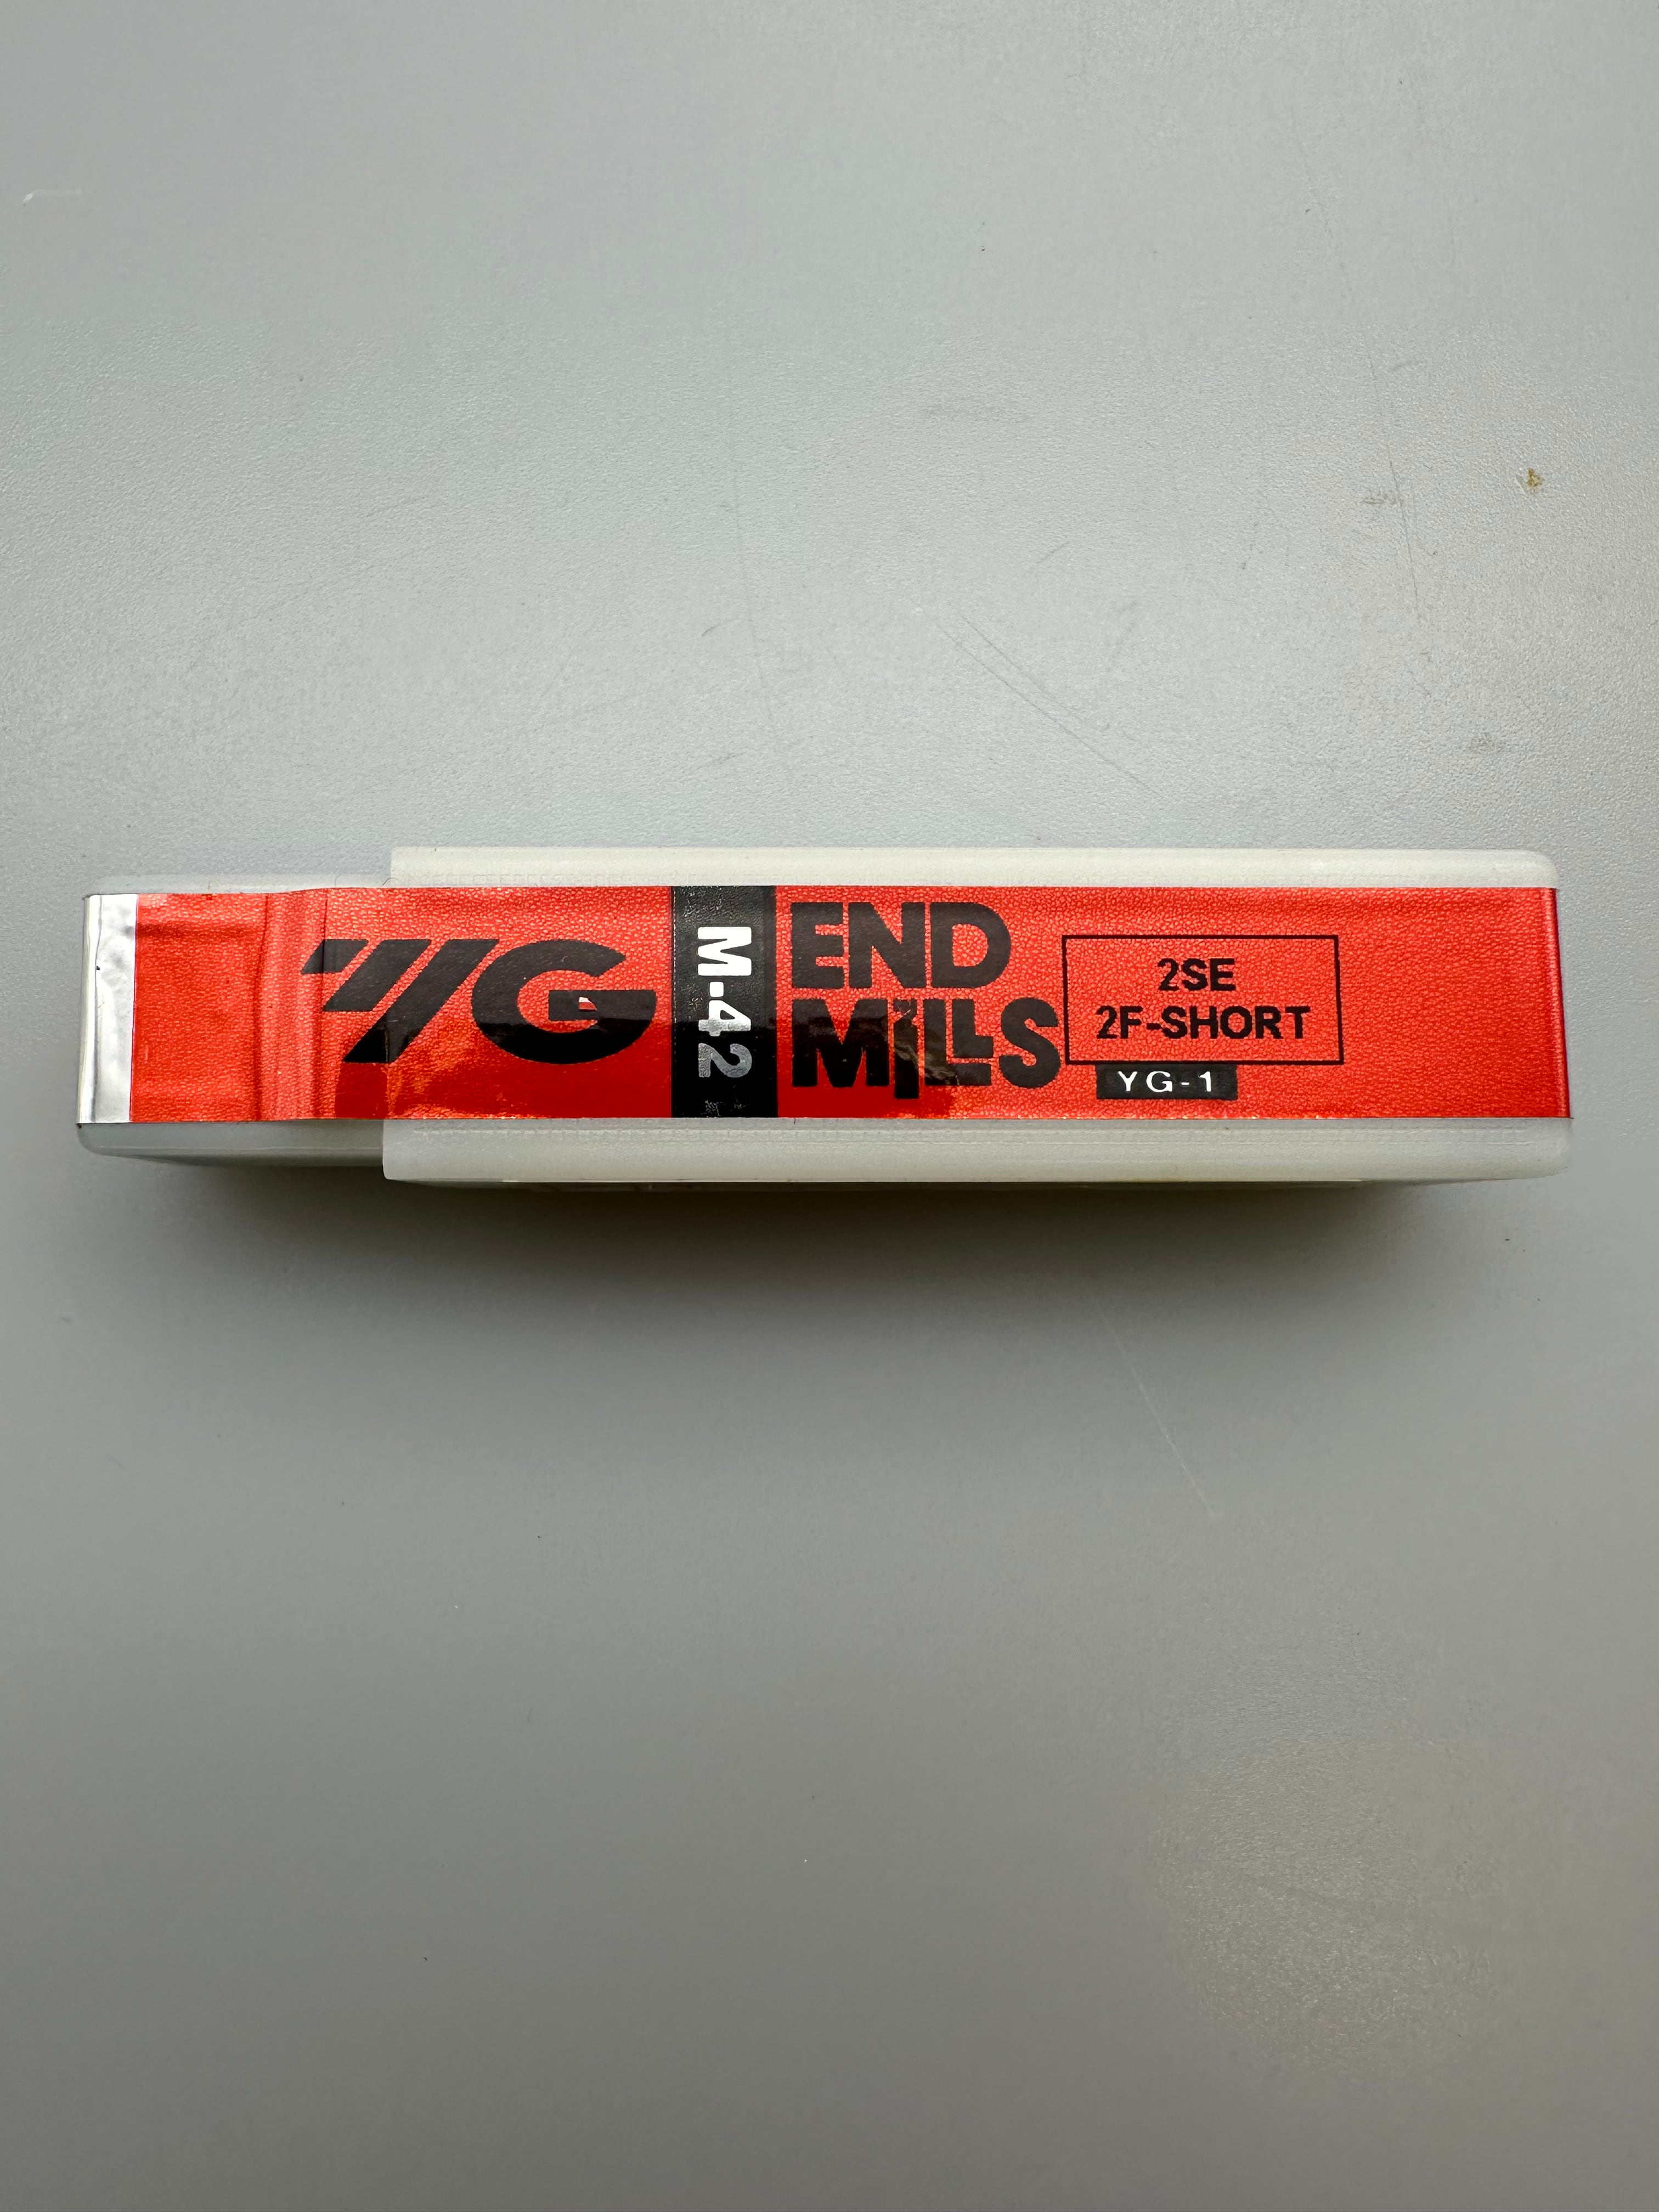 YG
M-42
END
MILLS
2SE
2F-SHORT
YG-1